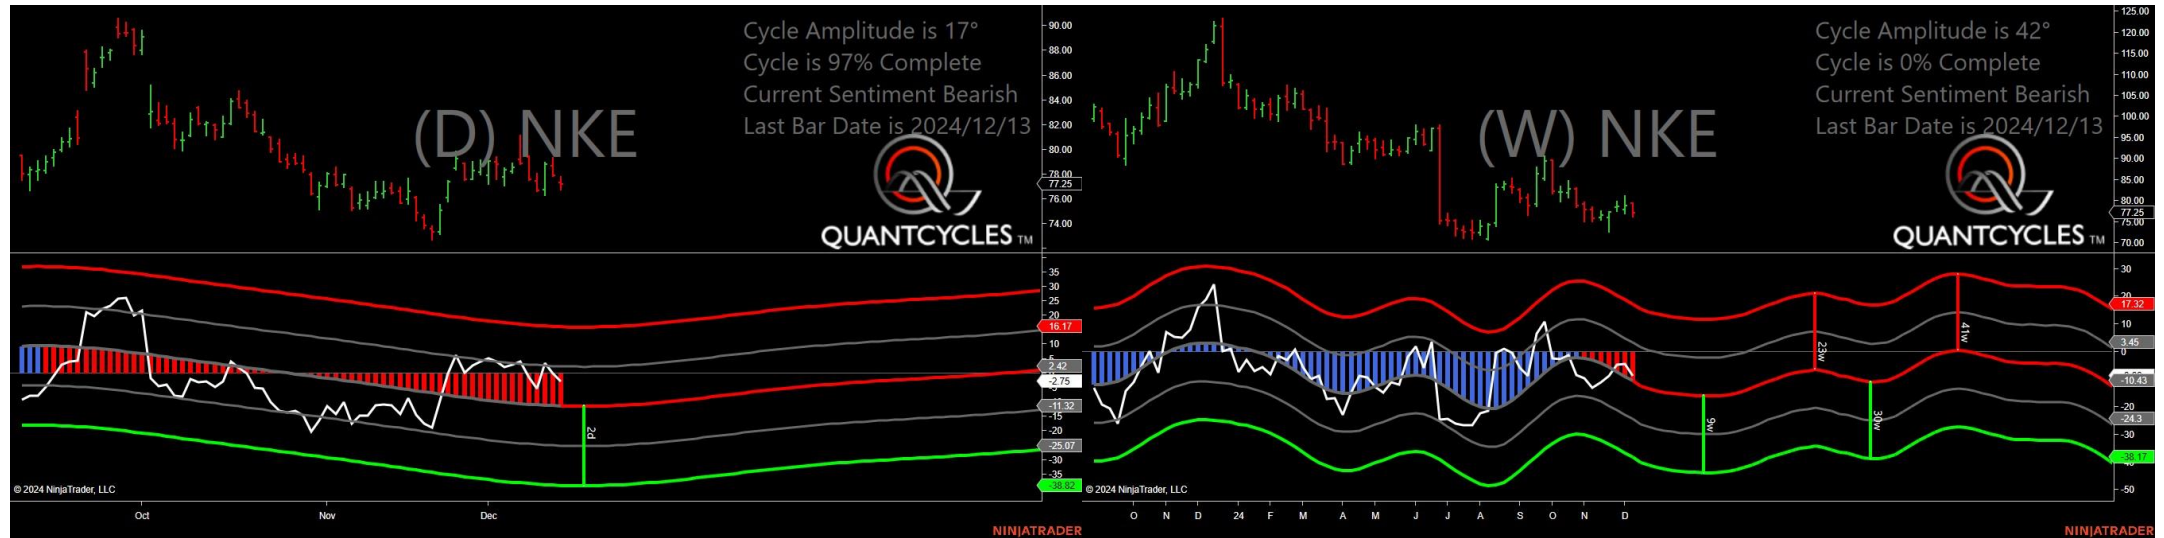 Cycle Amplitude is 17°
Cycle is 97% Complete
Current Sentiment Bearish
Last Bar Date is 2024/12/13
(D) NKE
QUANTCYCLES TM
90.00
88.00
86.00
84.00
82.00
80.00
78.00
77.25
76.00
74.00
35
30
25
20
16.17
10
2.42
-2.75
-11.32
-15
-20
-25.07
-30
-35
-38.82
2d
© 2024 NinjaTrader, LLC
Oct Nov Dec
NINJATRADER
Cycle Amplitude is 42°
Cycle is 0% Complete
Current Sentiment Bearish
Last Bar Date is 2024/12/13
(W) NKE
QUANTCYCLES TM
125.00
120.00
115.00
110.00
105.00
100.00
95.00
90.00
85.00
80.00
77.25
75.00
70.00
30
20
17.32
10
3.45
0
-10.43
-20
-24.3
-30
-38.17
-50
9w
23w
30w
41w
© 2024 NinjaTrader, LLC
O N D 24 F M A M J J A S O N D
NINJATRADER